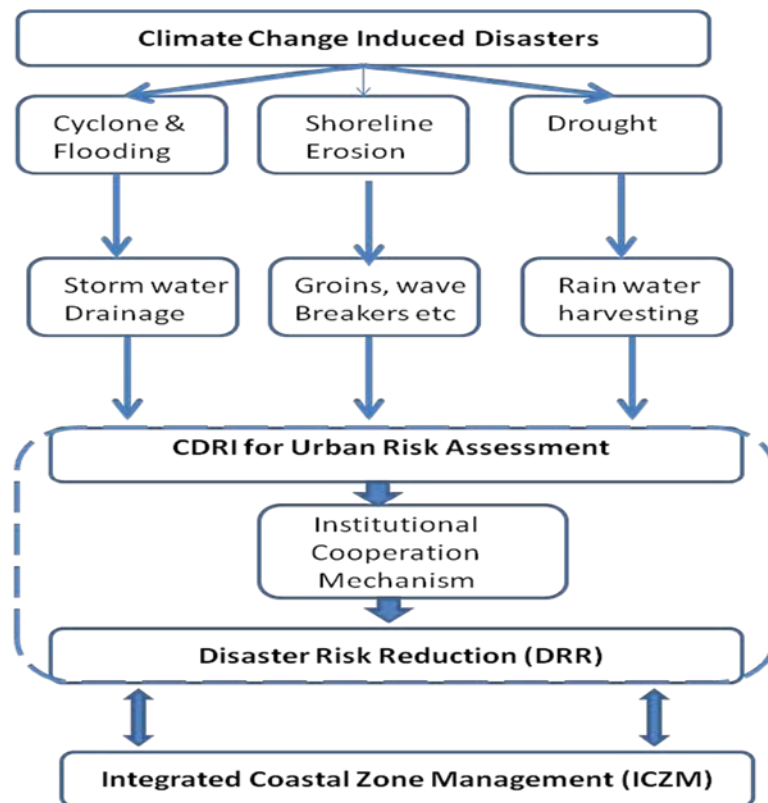 Climate Change Induced Disasters
Cyclone &
Flooding
Shoreline
Erosion
Drought
Storm water
Drainage
Groins, wave
Breakers etc
Rain water
harvesting
CDRI for Urban Risk Assessment
Institutional
Cooperation
Mechanism
Disaster Risk Reduction (DRR)
Integrated Coastal Zone Management (ICZM)